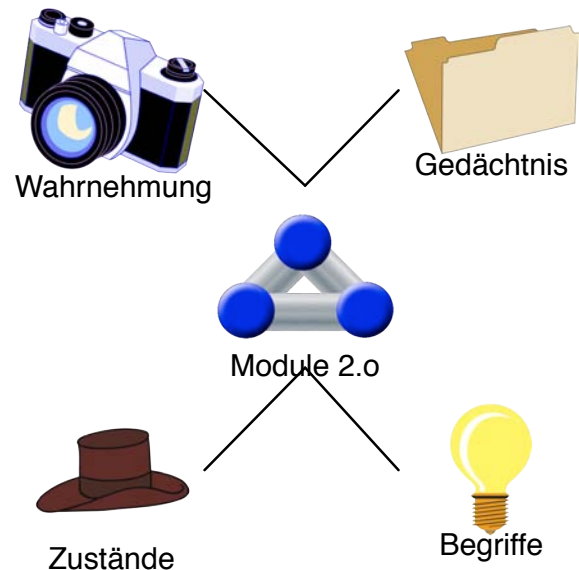 Wahrnehmung
Gedächtnis
Module 2.o
Zustände
Begriffe